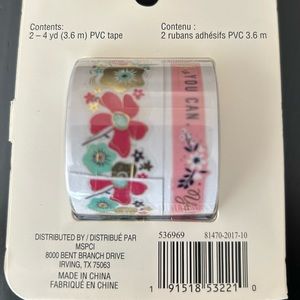 Contents:
2 – 4 yd (3.6 m) PVC tape
Contenu :
2 rubans adhésifs PVC 3.6 m
YOU CAN
DISTRIBUTED BY / DISTRIBUÉ PAR
MSPCI
8000 BENT BRANCH DRIVE
IRVING, TX 75063
MADE IN CHINA
FABRIQUÉ EN CHINE
536969
81470-2017-10
1 91518 53221 0